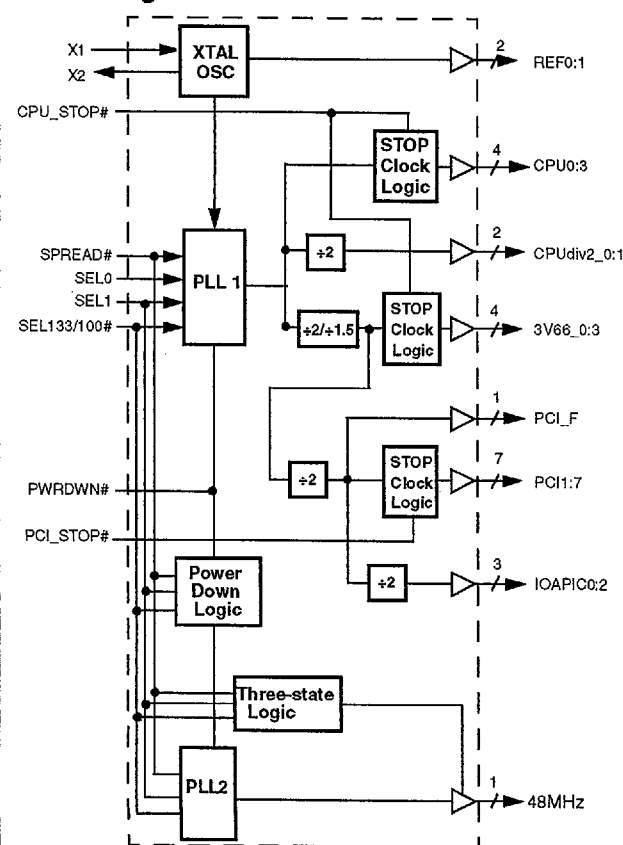 X1
X2
XTAL
OSC
2
REF0:1
CPU_STOP#
STOP
Clock
Logic
4
CPU0:3
SPREAD#
SEL0
SEL1
SEL133/100#
PLL 1
÷2
2
CPUdiv2_0:1
÷2/÷1.5
STOP
Clock
Logic
4
3V66_0:3
1
PCI_F
÷2
STOP
Clock
Logic
7
PCI1:7
PWRDWN#
PCI_STOP#
Power
Down
Logic
÷2
3
IOAPIC0:2
Three-state
Logic
PLL2
1
48MHz